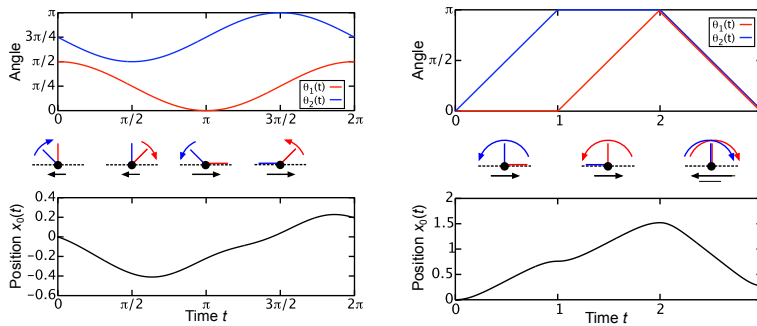 π
3π/4
π/2
π/4
0
Angle
θ1(t)
θ2(t)
0
π/2
π
3π/2
2π
0.4
0.2
0
−0.2
−0.4
−0.6
Position x0(t)
0
π/2
π
3π/2
2π
Time t
π
π/2
0
Angle
θ1(t)
θ2(t)
0
1
2
2
1.5
1
0.5
0
Position x0(t)
0
1
2
Time t